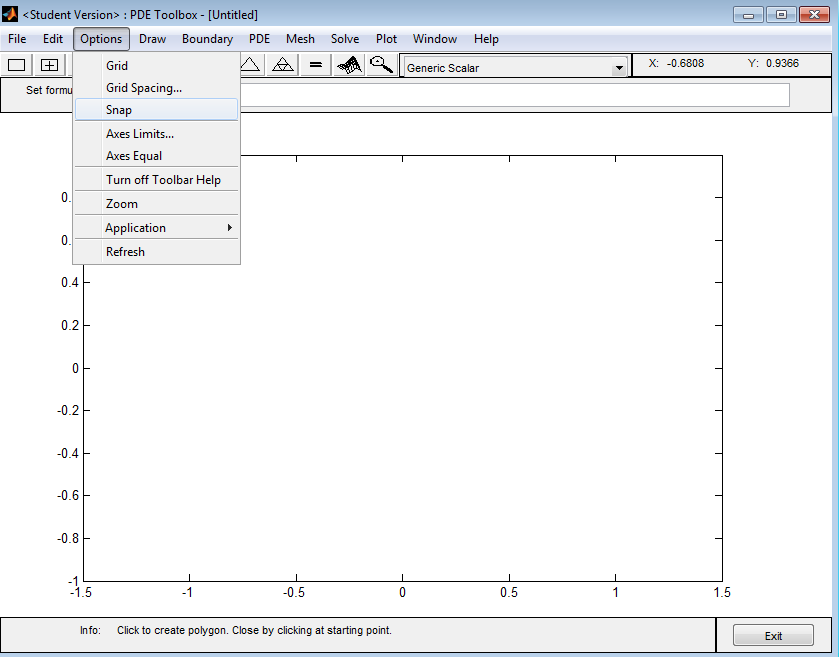 <Student Version> : PDE Toolbox - [Untitled]
File Edit Options Draw Boundary PDE Mesh Solve Plot Window Help
Generic Scalar X: -0.6808 Y: 0.9366
Set formu
Grid
Grid Spacing...
Snap
Axes Limits...
Axes Equal
Turn off Toolbar Help
Zoom
Application
Refresh
0.
0.
0.4
0.2
0
-0.2
-0.4
-0.6
-0.8
-1
-1.5 -1 -0.5 0 0.5 1 1.5
Info: Click to create polygon. Close by clicking at starting point.
Exit